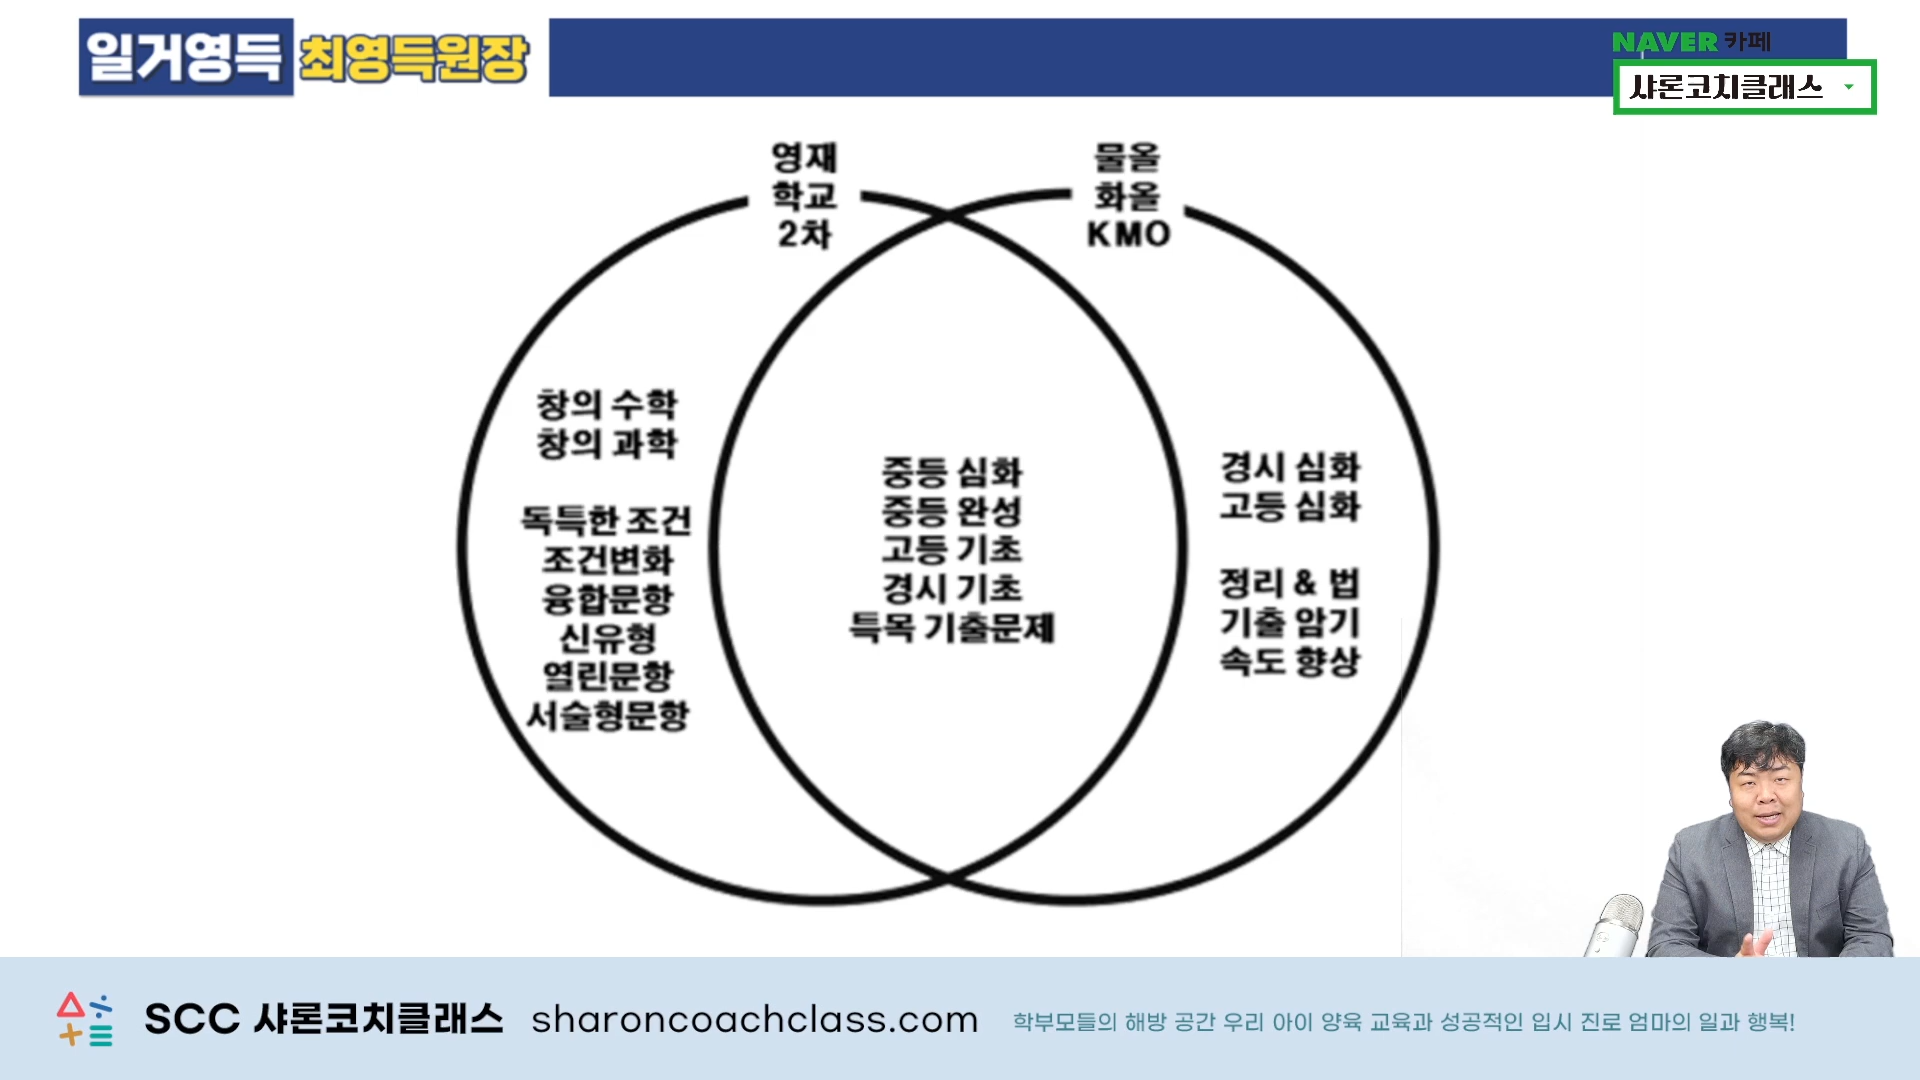 일거영득 최영득원장
NAVER 카페
샤론코치클래스
영재
학교
2차
물올
화올
KMO
창의 수학
창의 과학
독특한 조건
조건변화
융합문항
신유형
열린문항
서술형문항
중등 심화
중등 완성
고등 기초
경시 기초
특목 기출문제
경시 심화
고등 심화
정리 & 법
기출 암기
속도 향상
SCC 샤론코치클래스 sharoncoachclass.com 학부모들의 해방 공간 우리 아이 양육 교육과 성공적인 입시 진로 엄마의 일과 행복!